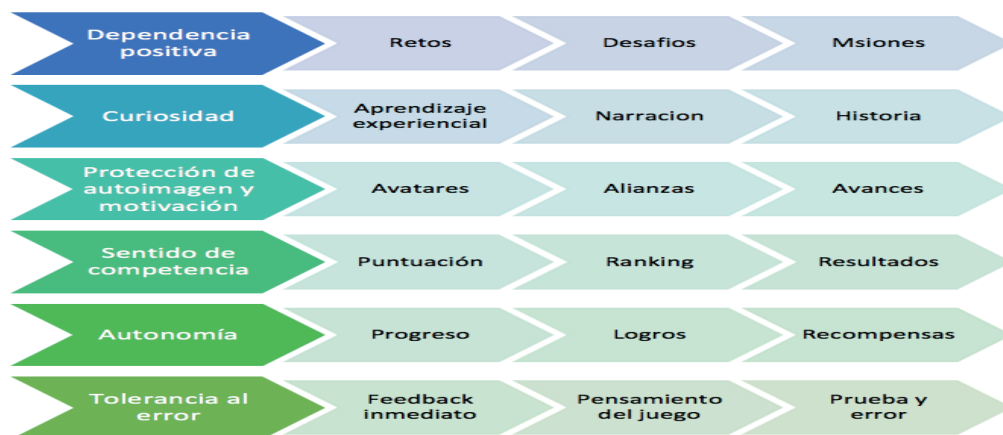 Dependencia
positiva
Retos
Desafios
Msiones
Curiosidad
Aprendizaje
experiencial
Narracion
Historia
Protección de
autoimagen y
motivación
Avatares
Alianzas
Avances
Sentido de
competencia
Puntuación
Ranking
Resultados
Autonomía
Progreso
Logros
Recompensas
Tolerancia al
error
Feedback
inmediato
Pensamiento
del juego
Prueba y
error